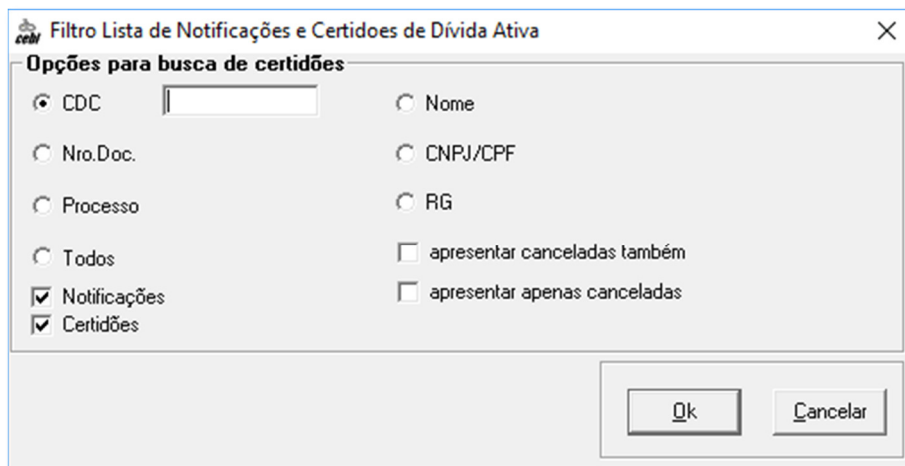 cebi Filtro Lista de Notificações e Certidoes de Dívida Ativa
Opções para busca de certidões
CDC
Nome
Nro.Doc.
CNPJ/CPF
Processo
RG
Todos
apresentar canceladas também
Notificações
apresentar apenas canceladas
Certidões
Ok
Cancelar